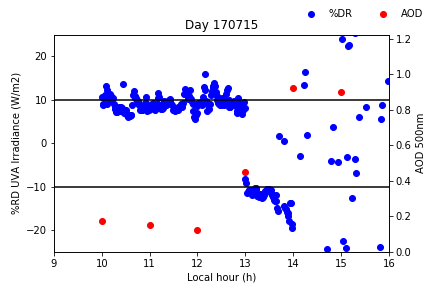 %DR AOD
Day 170715
%RD UVA Irradiance (W/m2)
20
10
0
−10
−20
AOD 500nm
1.2
1.0
0.8
0.6
0.4
0.2
0.0
9 10 11 12 13 14 15 16
Local hour (h)